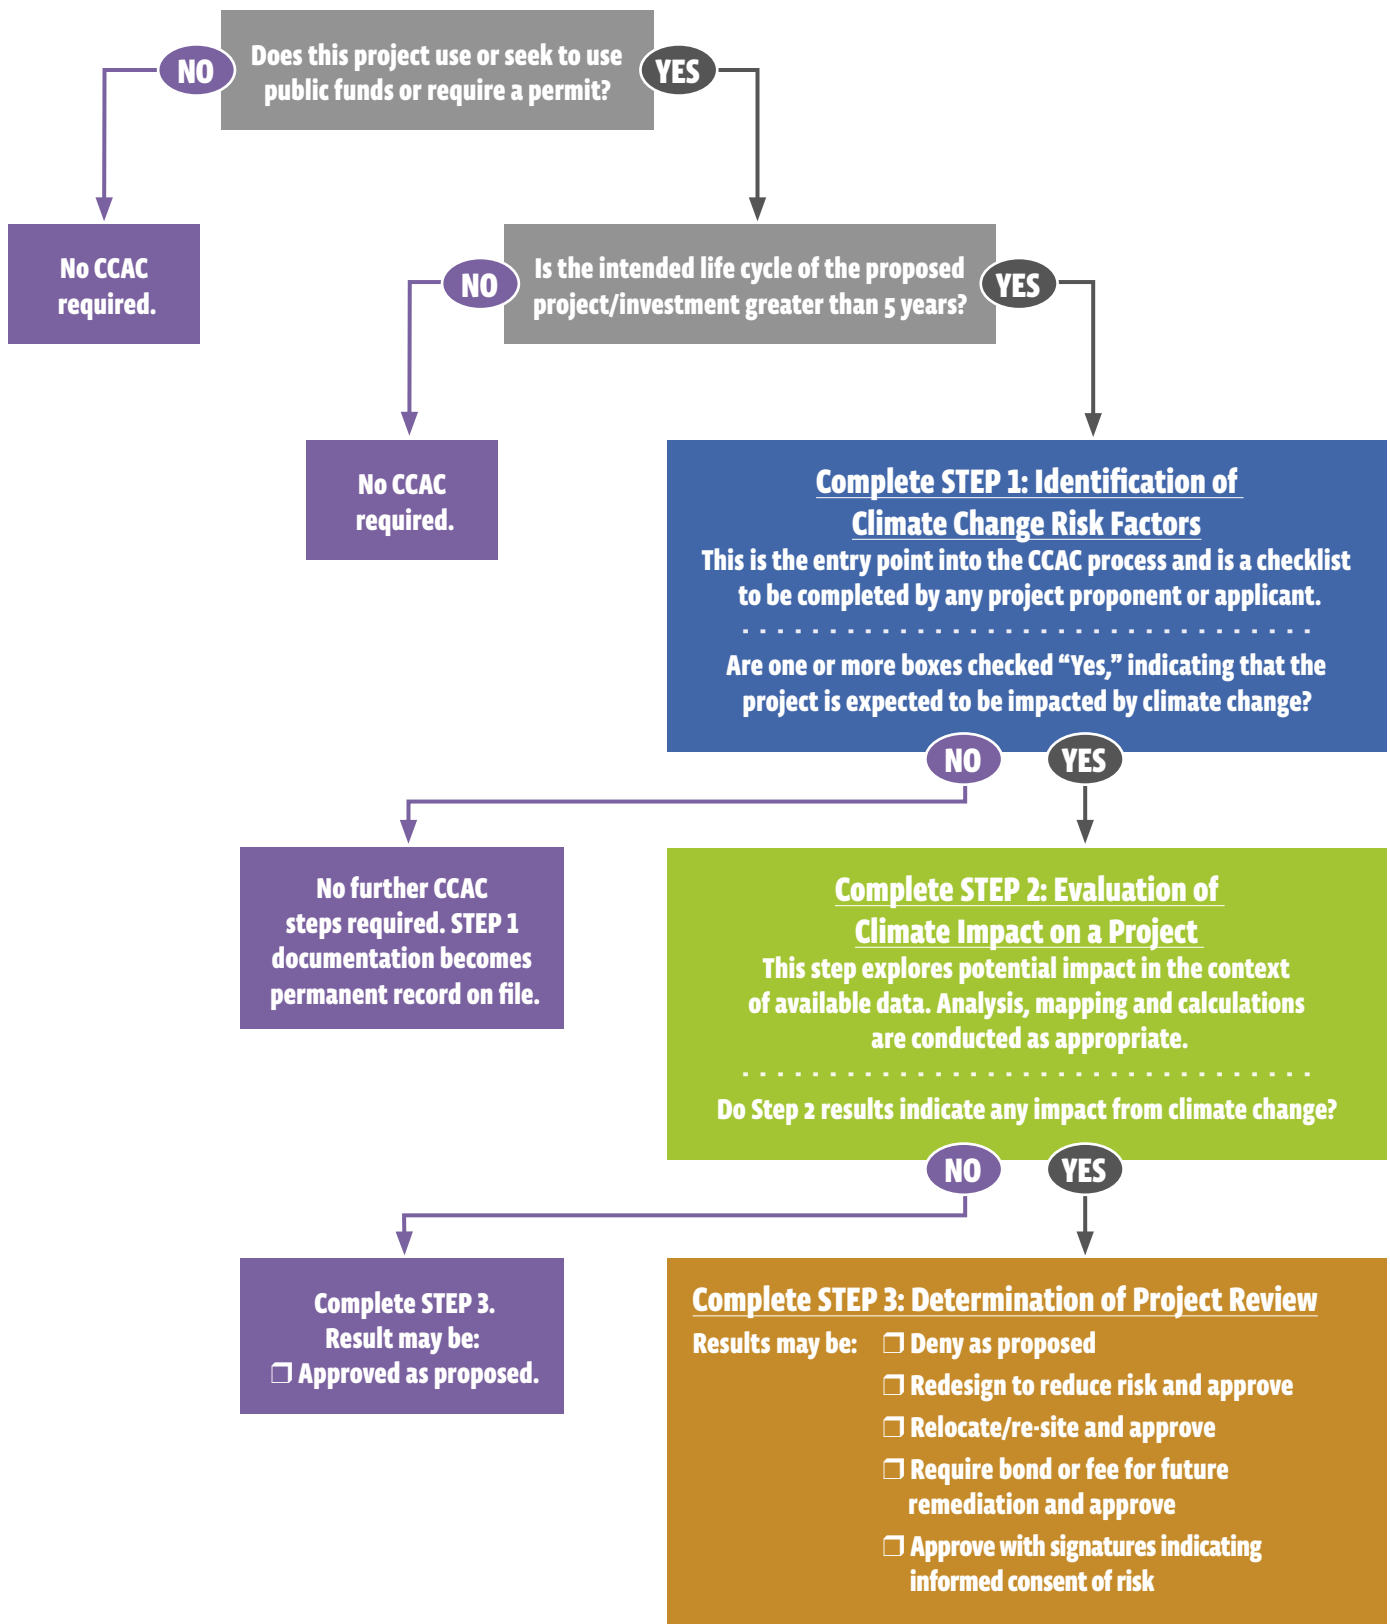 Does this project use or seek to use
public funds or require a permit?
NO
YES
No CCAC
required.
Is the intended life cycle of the proposed
project/investment greater than 5 years?
NO
YES
No CCAC
required.
Complete STEP 1: Identification of
Climate Change Risk Factors
This is the entry point into the CCAC process and is a checklist
to be completed by any project proponent or applicant.
Are one or more boxes checked “Yes,” indicating that the
project is expected to be impacted by climate change?
NO
YES
No further CCAC
steps required. STEP 1
documentation becomes
permanent record on file.
Complete STEP 2: Evaluation of
Climate Impact on a Project
This step explores potential impact in the context
of available data. Analysis, mapping and calculations
are conducted as appropriate.
Do Step 2 results indicate any impact from climate change?
NO
YES
Complete STEP 3.
Result may be:
❒ Approved as proposed.
Complete STEP 3: Determination of Project Review
Results may be: ❒ Deny as proposed
❒ Redesign to reduce risk and approve
❒ Relocate/re-site and approve
❒ Require bond or fee for future
remediation and approve
❒ Approve with signatures indicating
informed consent of risk